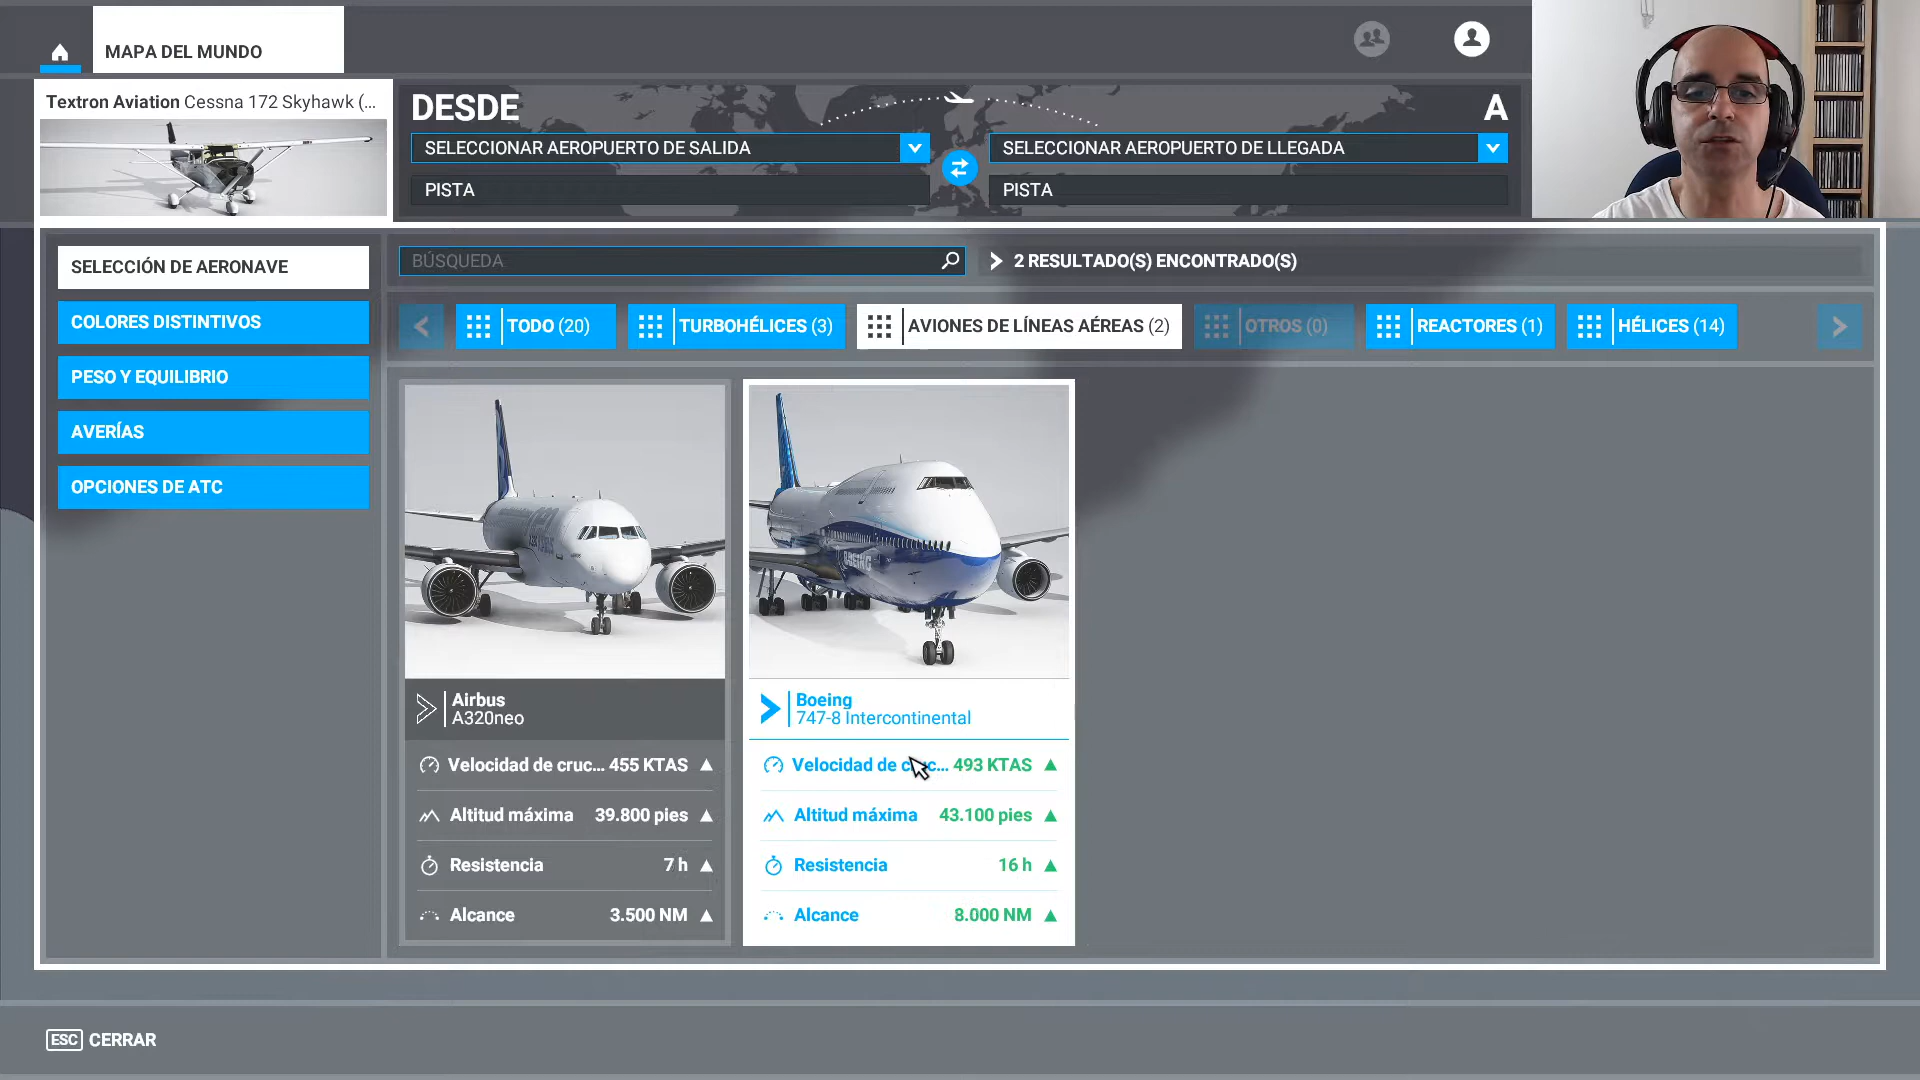 MAPA DEL MUNDO
Textron Aviation Cessna 172 Skyhawk (...
DESDE
A
SELECCIONAR AEROPUERTO DE SALIDA
SELECCIONAR AEROPUERTO DE LLEGADA
PISTA
PISTA
SELECCIÓN DE AERONAVE
COLORES DISTINTIVOS
PESO Y EQUILIBRIO
AVERÍAS
OPCIONES DE ATC
BÚSQUEDA
2 RESULTADO(S) ENCONTRADO(S)
TODO (20)
TURBOHÉLICES (3)
AVIONES DE LÍNEAS AÉREAS (2)
OTROS (0)
REACTORES (1)
HÉLICES (14)
BOEING
Airbus
A320neo
Velocidad de cruc... 455 KTAS
Altitud máxima 39.800 pies
Resistencia 7 h
Alcance 3.500 NM
Boeing
747-8 Intercontinental
Velocidad de cruc... 493 KTAS
Altitud máxima 43.100 pies
Resistencia 16 h
Alcance 8.000 NM
ESC CERRAR